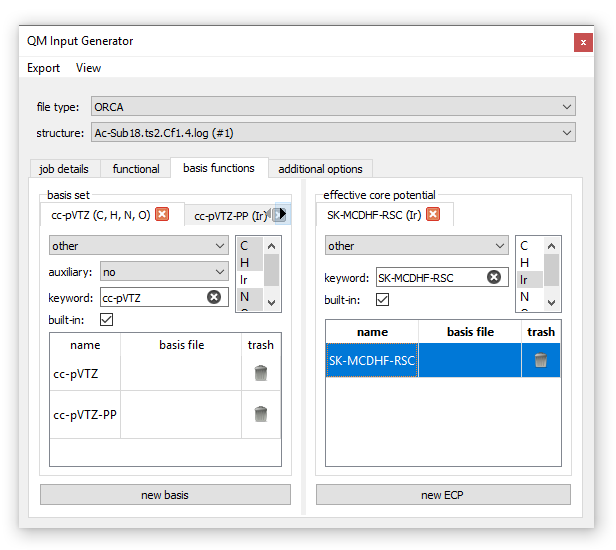 QM Input Generator
x
Export View
file type: ORCA
structure: Ac-Sub18.ts2.Cf1.4.log (#1)
job details functional basis functions additional options
basis set
cc-pVTZ (C, H, N, O) cc-pVTZ-PP (Ir)
other
auxiliary: no
keyword: cc-pVTZ
built-in:
C
H
Ir
N
name basis file trash
cc-pVTZ
cc-pVTZ-PP
new basis
effective core potential
SK-MCDHF-RSC (Ir)
other
keyword: SK-MCDHF-RSC
built-in:
C
H
Ir
N
name basis file trash
SK-MCDHF-RSC
new ECP